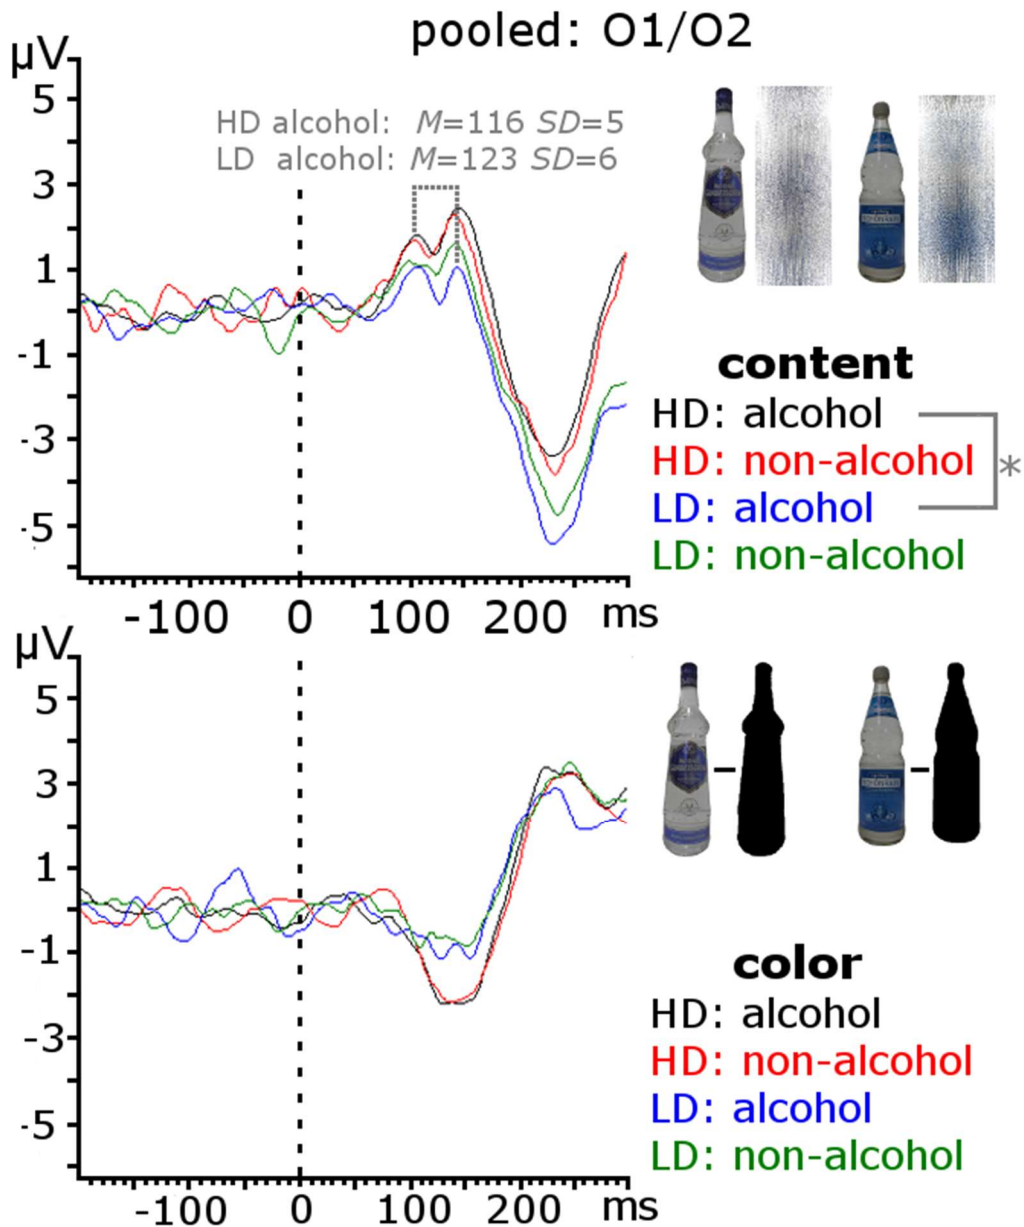 pooled: O1/O2
µV
5
3
1
-1
-3
-5
HD alcohol: M=116 SD=5
LD alcohol: M=123 SD=6
content
HD: alcohol
HD: non-alcohol
LD: alcohol
LD: non-alcohol
*
-100 0 100 200 ms
µV
5
3
1
-1
-3
-5
color
HD: alcohol
HD: non-alcohol
LD: alcohol
LD: non-alcohol
-100 0 100 200 ms